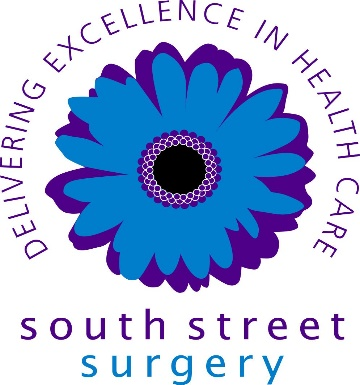 DELIVERING EXCELLENCE IN HEALTH CARE
south street
surgery